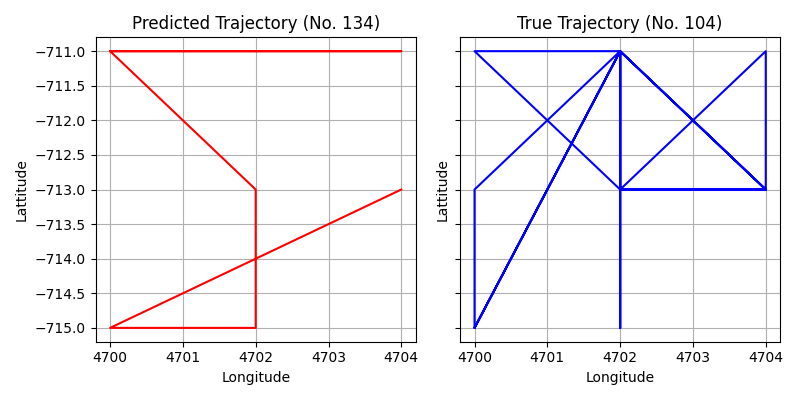 Predicted Trajectory (No. 134)
True Trajectory (No. 104)
−711.0
−711.5
−712.0
−712.5
−713.0
−713.5
−714.0
−714.5
−715.0
Lattitude
Lattitude
4700 4701 4702 4703 4704
4700 4701 4702 4703 4704
Longitude
Longitude